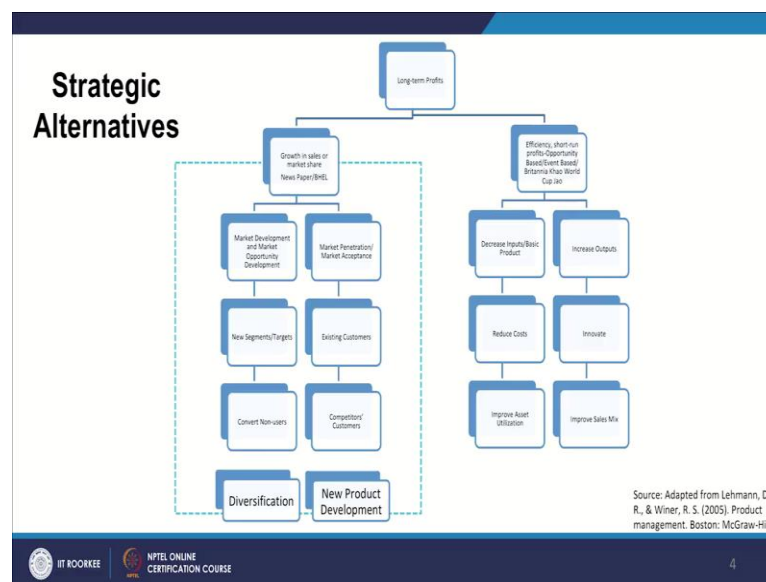 Strategic
Alternatives
Long-term Profits
Growth in sales or
market share
News Paper/BHEL
Efficiency, short-run
profits-Opportunity
Based/Event Based/
Britannia Khao World
Cup Jao
Market Development
and Market
Opportunity
Development
Market Penetration/
Market Acceptance
Decrease Inputs/Basic
Product
Increase Outputs
New Segments/Targets
Existing Customers
Reduce Costs
Innovate
Convert Non-users
Competitors'
Customers
Improve Asset
Utilization
Improve Sales Mix
Diversification
New Product
Development
Source: Adapted from Lehmann, D
R., & Winer, R. S. (2005). Product
management. Boston: McGraw-Hi
IIT ROORKEE
NPTEL ONLINE
CERTIFICATION COURSE
4